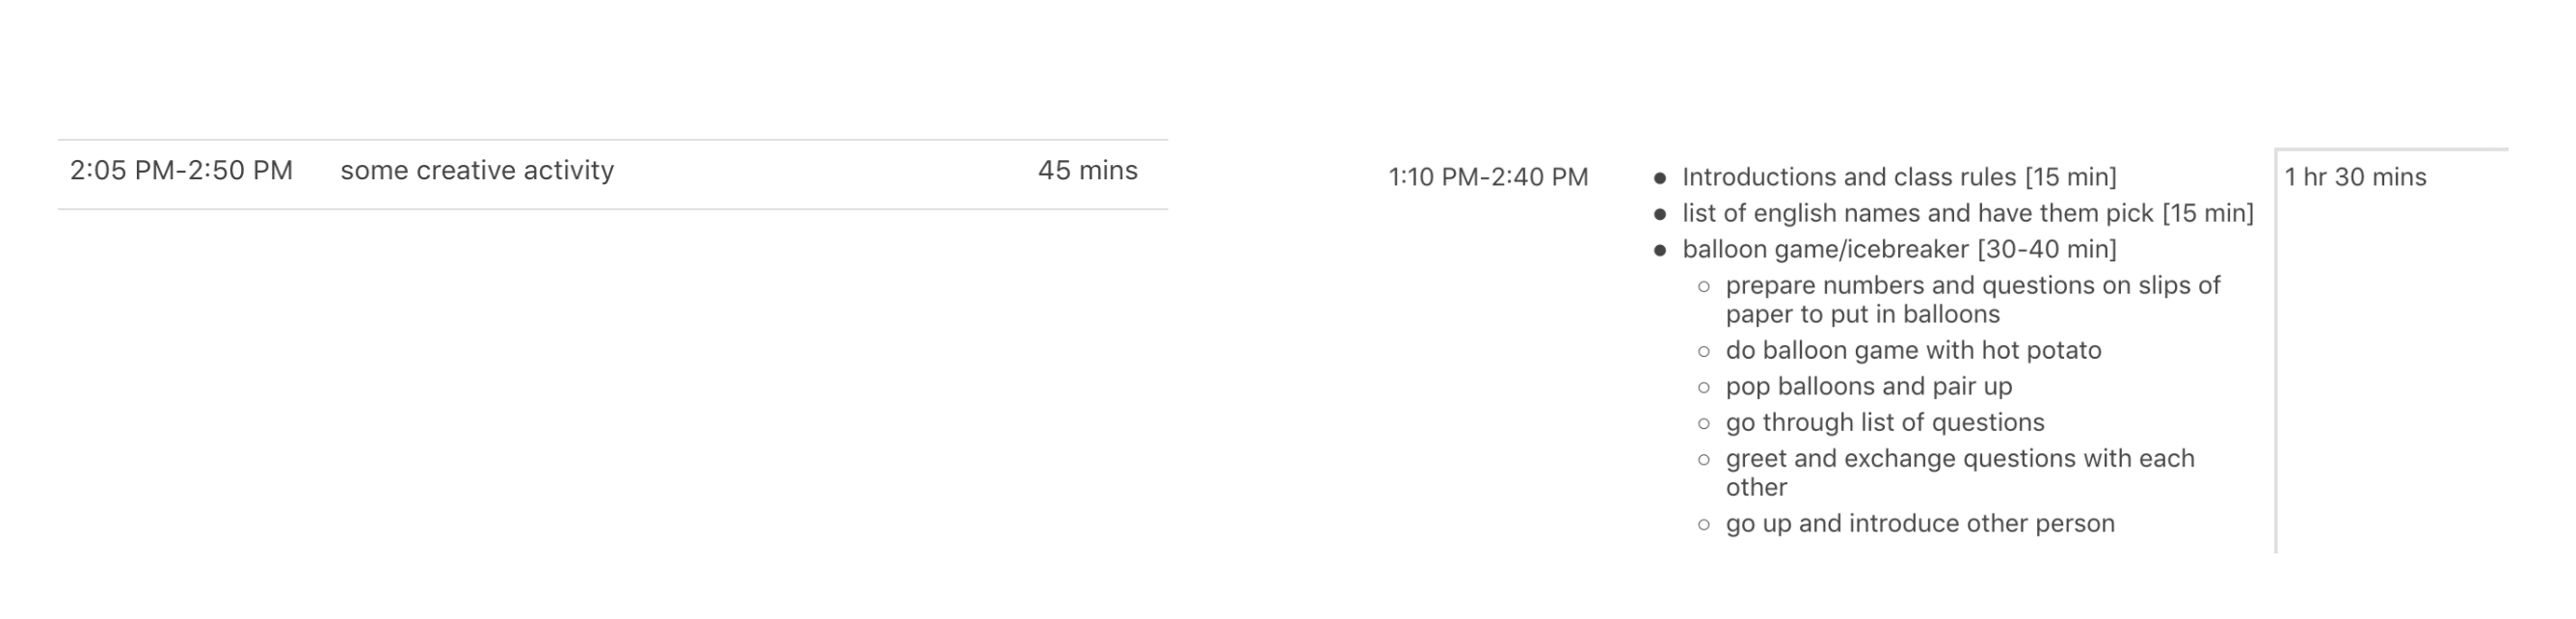 2:05 PM-2:50 PM some creative activity 45 mins
1:10 PM-2:40 PM
● Introductions and class rules [15 min]
● list of english names and have them pick [15 min]
● balloon game/icebreaker [30-40 min]
○ prepare numbers and questions on slips of
paper to put in balloons
○ do balloon game with hot potato
○ pop balloons and pair up
○ go through list of questions
○ greet and exchange questions with each
other
○ go up and introduce other person
1 hr 30 mins